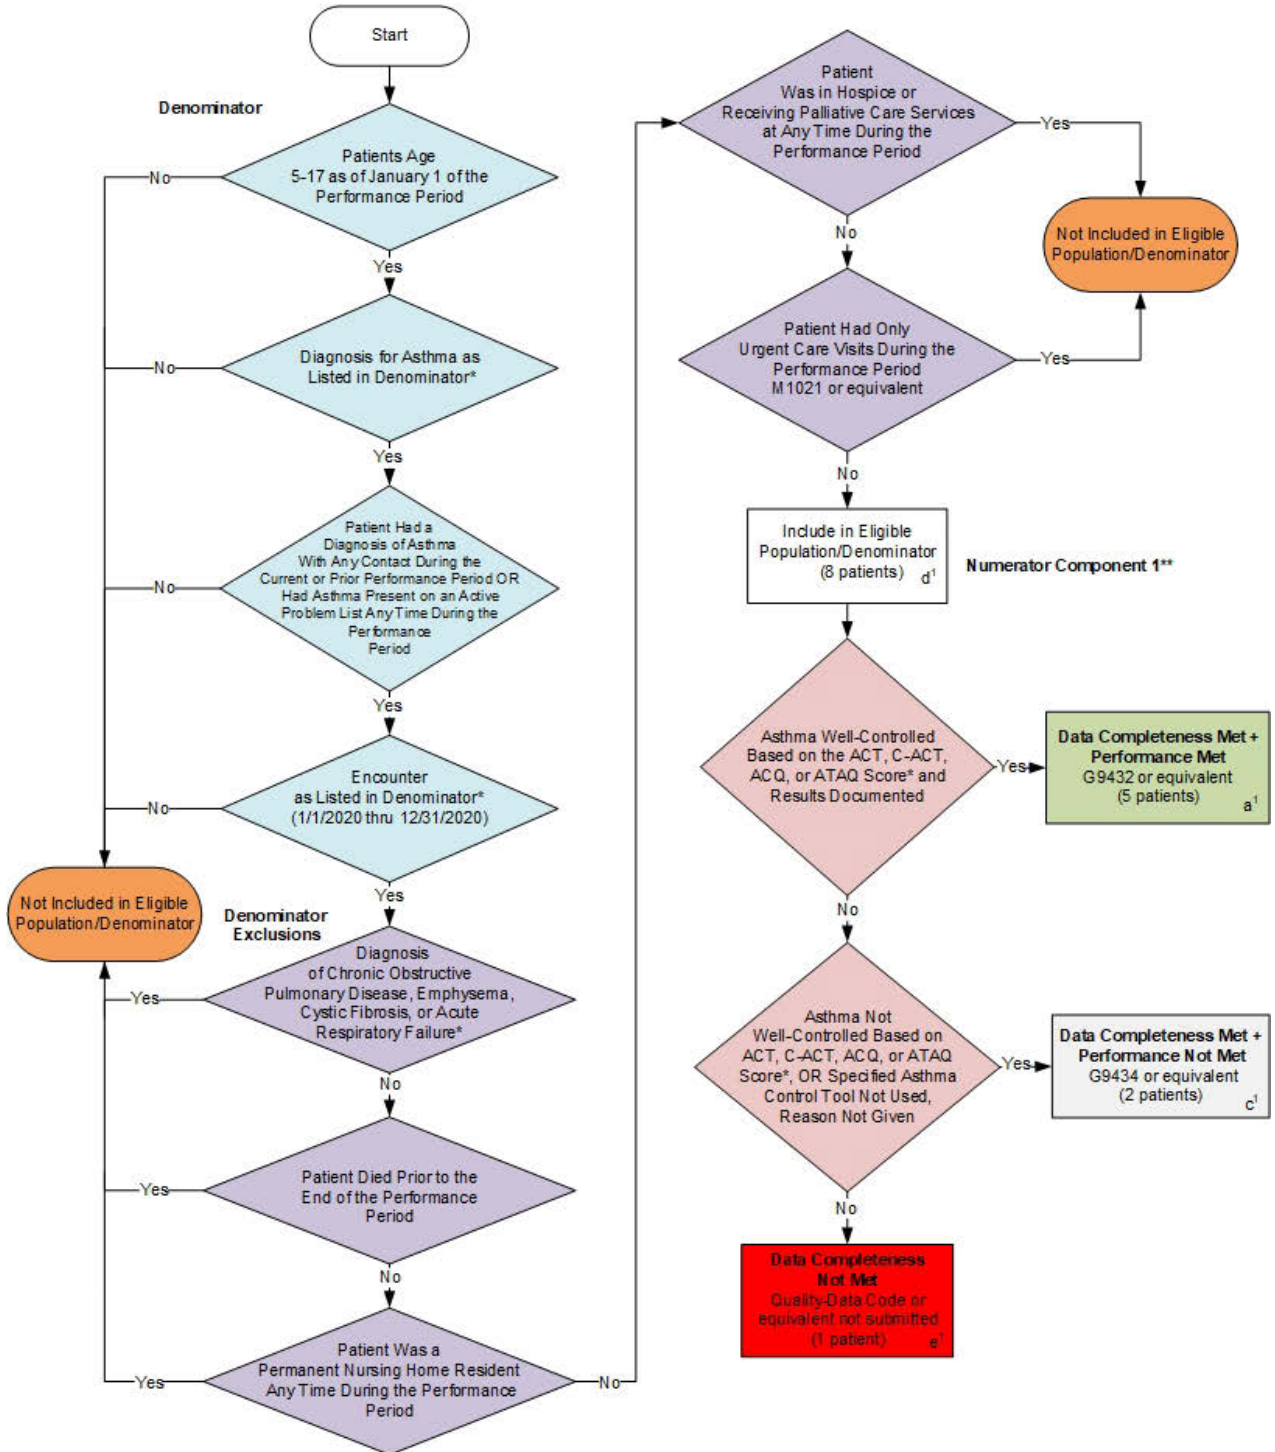 Start
Denominator
Patients Age
5-17 as of January 1 of the
Performance Period
No
Yes
Diagnosis for Asthma as
Listed in Denominator*
No
Yes
Patient Had a
Diagnosis of Asthma
With Any Contact During the
Current or Prior Performance Period OR
Had Asthma Present on an Active
Problem List Any Time During the
Performance
Period
No
Yes
Encounter
as Listed in Denominator*
(1/1/2020 thru 12/31/2020)
No
Yes
Not Included in Eligible
Population/Denominator
Denominator
Exclusions
Diagnosis
of Chronic Obstructive
Pulmonary Disease, Emphysema,
Cystic Fibrosis, or Acute
Respiratory Failure*
Yes
No
Patient Died Prior to the
End of the Performance
Period
Yes
No
Patient Was a
Permanent Nursing Home Resident
Any Time During the Performance
Period
Yes
No
Patient
Was in Hospice or
Receiving Palliative Care Services
at Any Time During the
Performance Period
Yes
No
Not Included in Eligible
Population/Denominator
Patient Had Only
Urgent Care Visits During the
Performance Period
M1021 or equivalent
Yes
No
Include in Eligible
Population/Denominator
(8 patients) d¹
Numerator Component 1**
Asthma Well-Controlled
Based on the ACT, C-ACT,
ACQ, or ATAQ Score* and
Results Documented
Yes
No
Data Completeness Met +
Performance Met
G9432 or equivalent
(5 patients)
a¹
Asthma Not
Well-Controlled Based on
ACT, C-ACT, ACQ, or ATAQ
Score*, OR Specified Asthma
Control Tool Not Used,
Reason Not Given
Yes
No
Data Completeness Met +
Performance Not Met
G9434 or equivalent
(2 patients)
c¹
Data Completeness
Not Met
Quality-Data Code or
equivalent not submitted
(1 patient) e¹